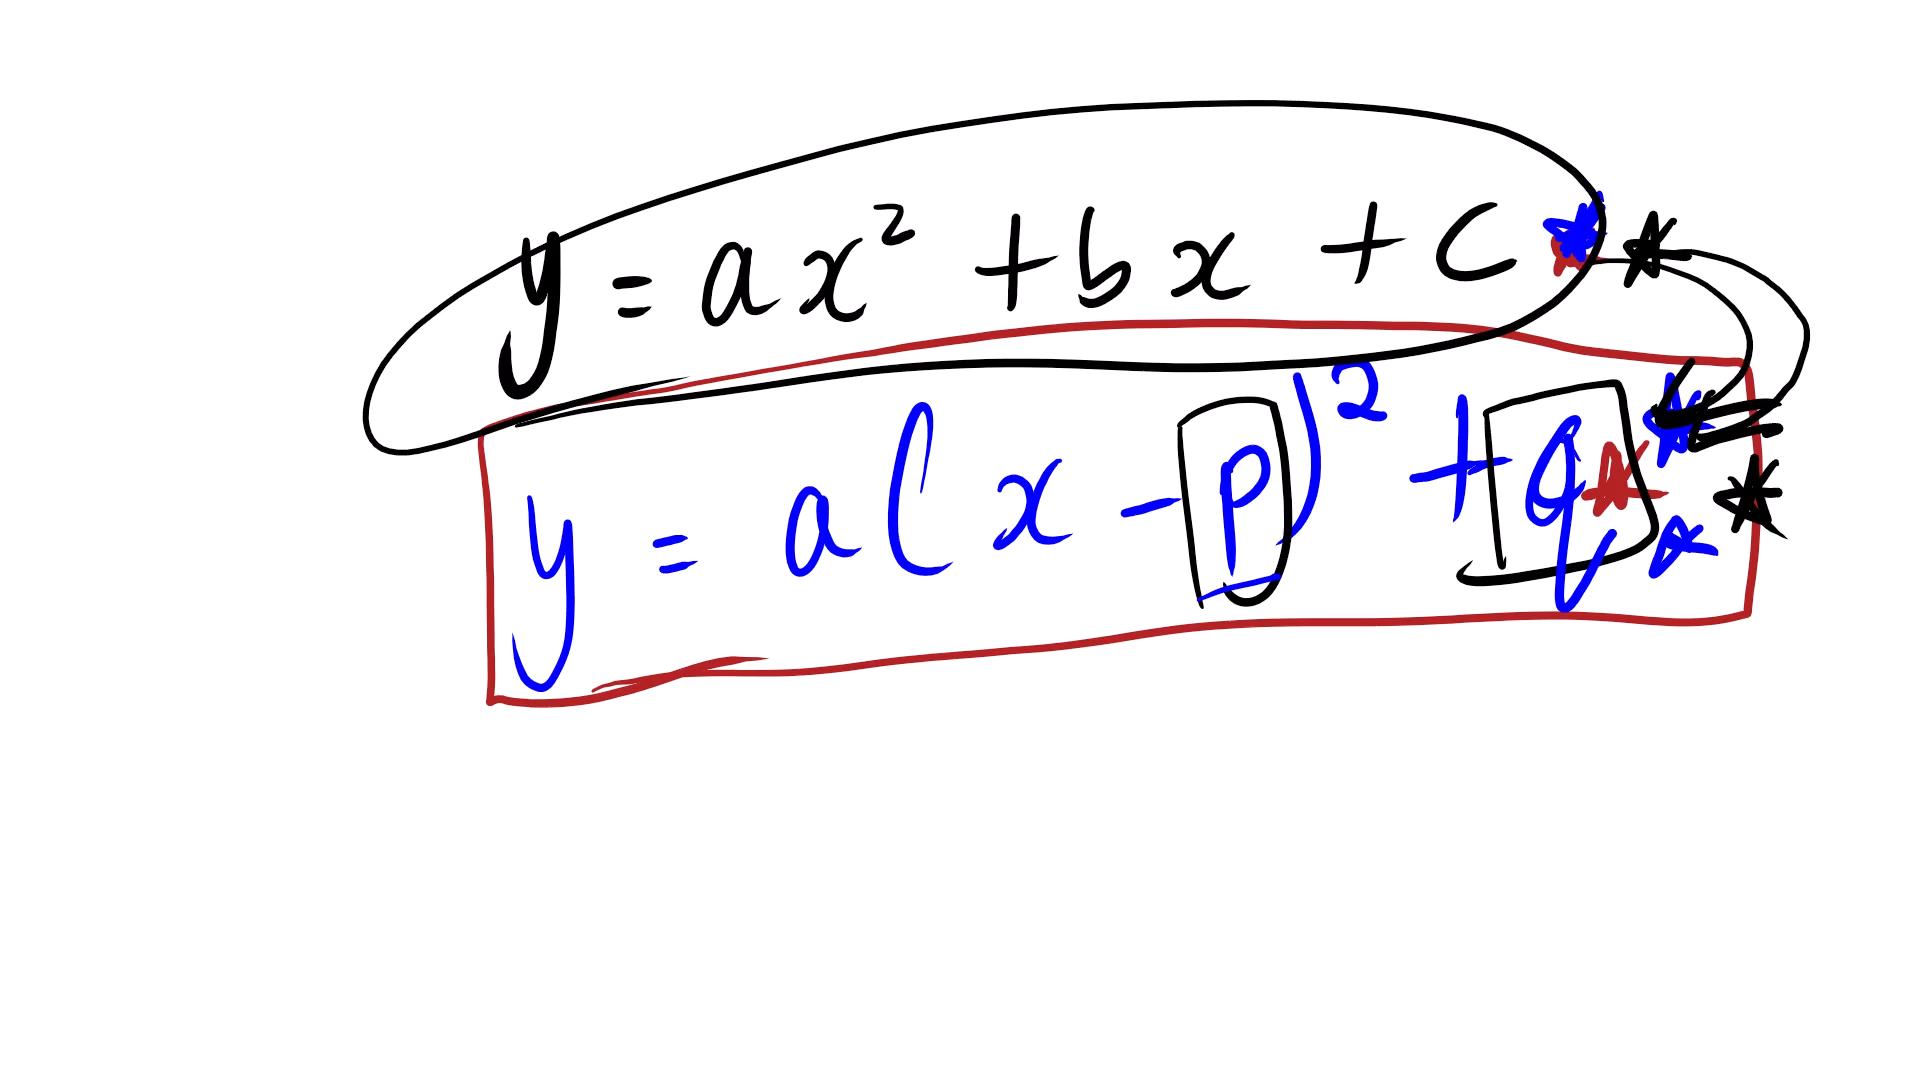 y = ax² + bx + c
y = a(x - p)² + q